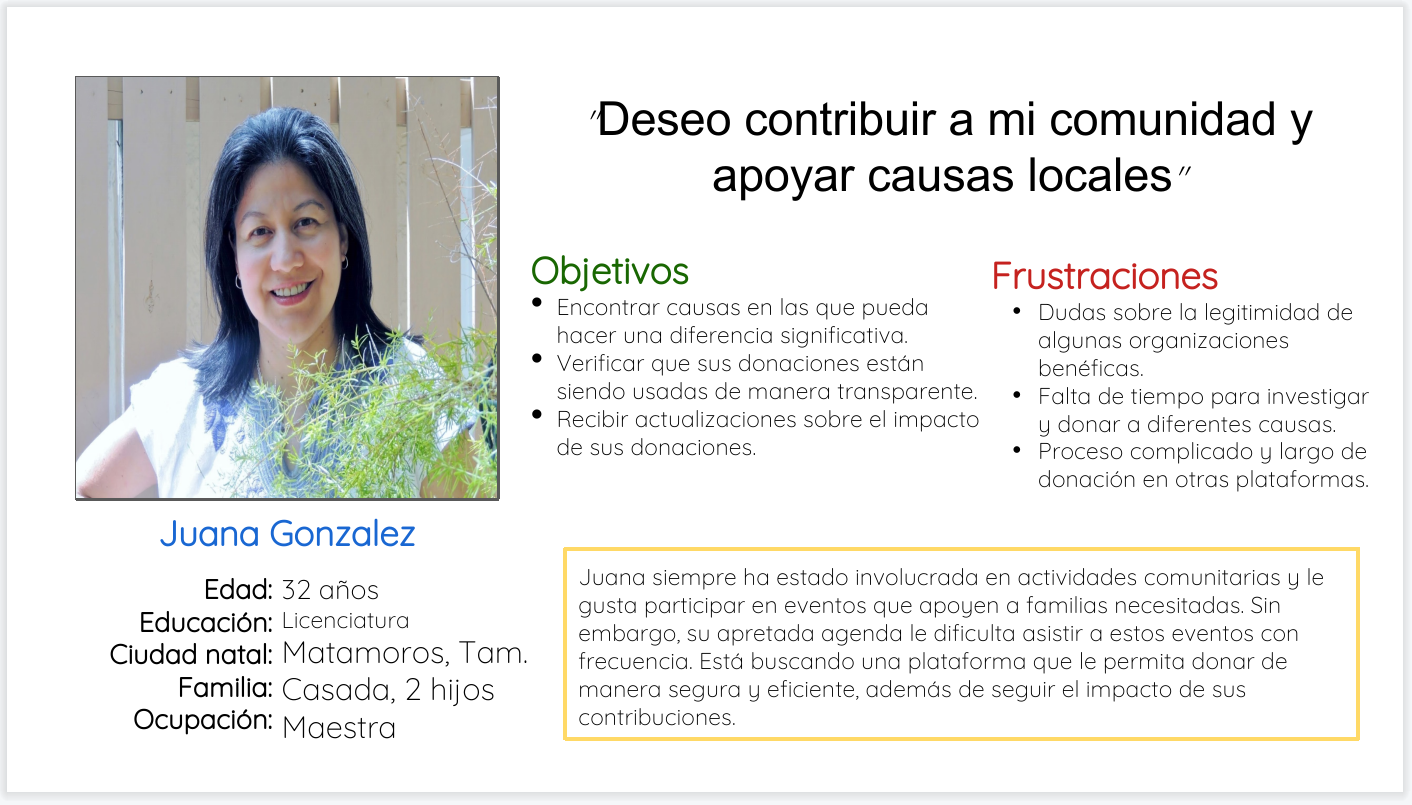 "Deseo contribuir a mi comunidad y
apoyar causas locales"
Objetivos
• Encontrar causas en las que pueda
hacer una diferencia significativa.
• Verificar que sus donaciones están
siendo usadas de manera transparente.
• Recibir actualizaciones sobre el impacto
de sus donaciones.
Frustraciones
• Dudas sobre la legitimidad de
algunas organizaciones
benéficas.
• Falta de tiempo para investigar
y donar a diferentes causas.
• Proceso complicado y largo de
donación en otras plataformas.
Juana Gonzalez
Edad: 32 años
Educación: Licenciatura
Ciudad natal: Matamoros, Tam.
Familia: Casada, 2 hijos
Ocupación: Maestra
Juana siempre ha estado involucrada en actividades comunitarias y le
gusta participar en eventos que apoyen a familias necesitadas. Sin
embargo, su apretada agenda le dificulta asistir a estos eventos con
frecuencia. Está buscando una plataforma que le permita donar de
manera segura y eficiente, además de seguir el impacto de sus
contribuciones.